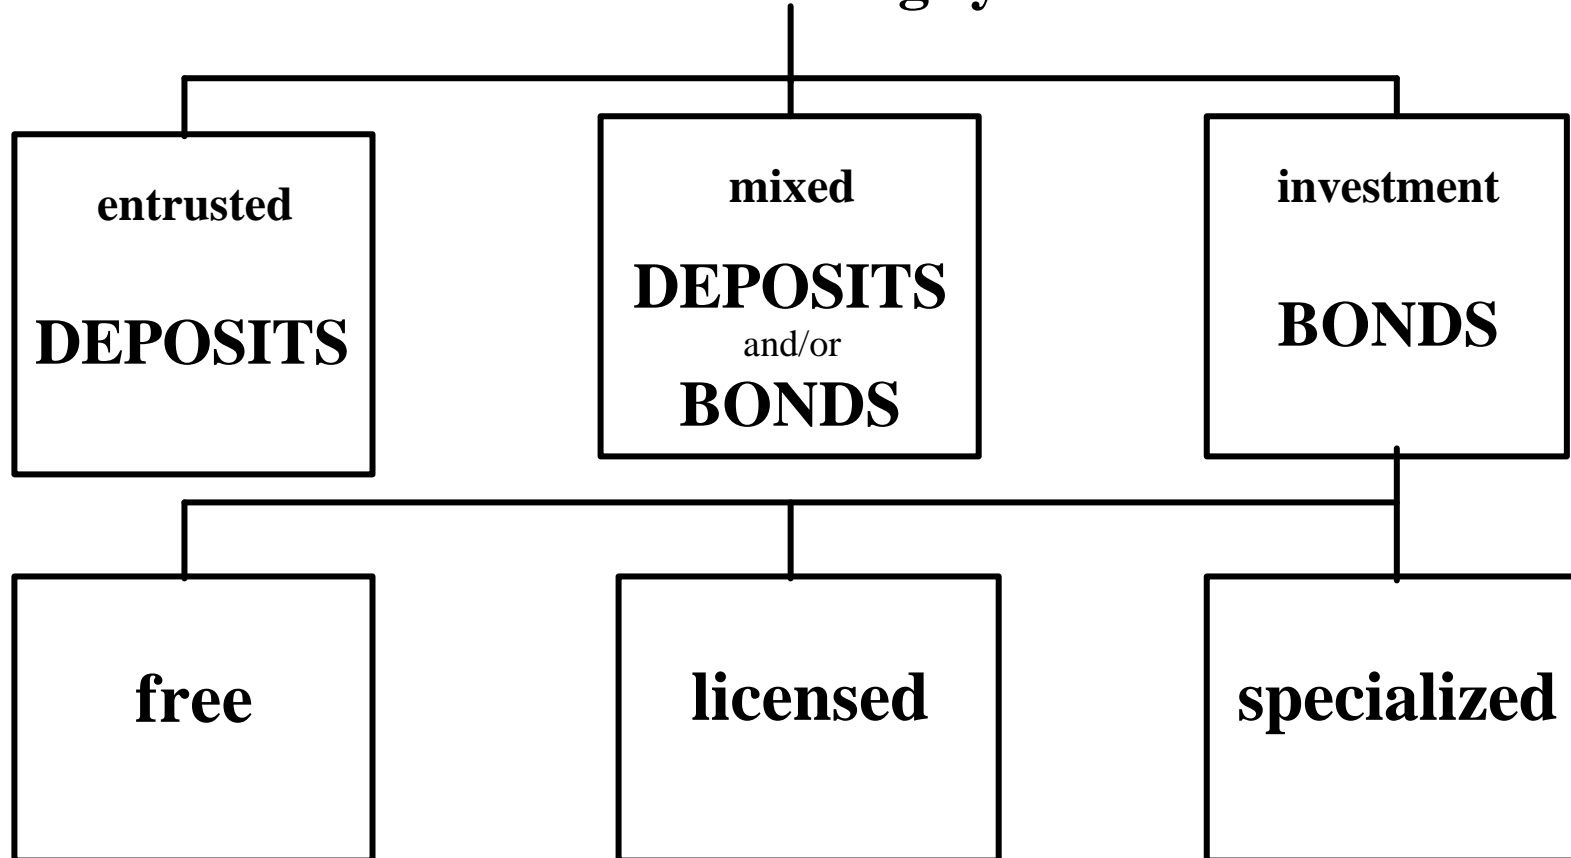 entrusted
DEPOSITS
mixed
DEPOSITS
and/or
BONDS
investment
BONDS
free
licensed
specialized